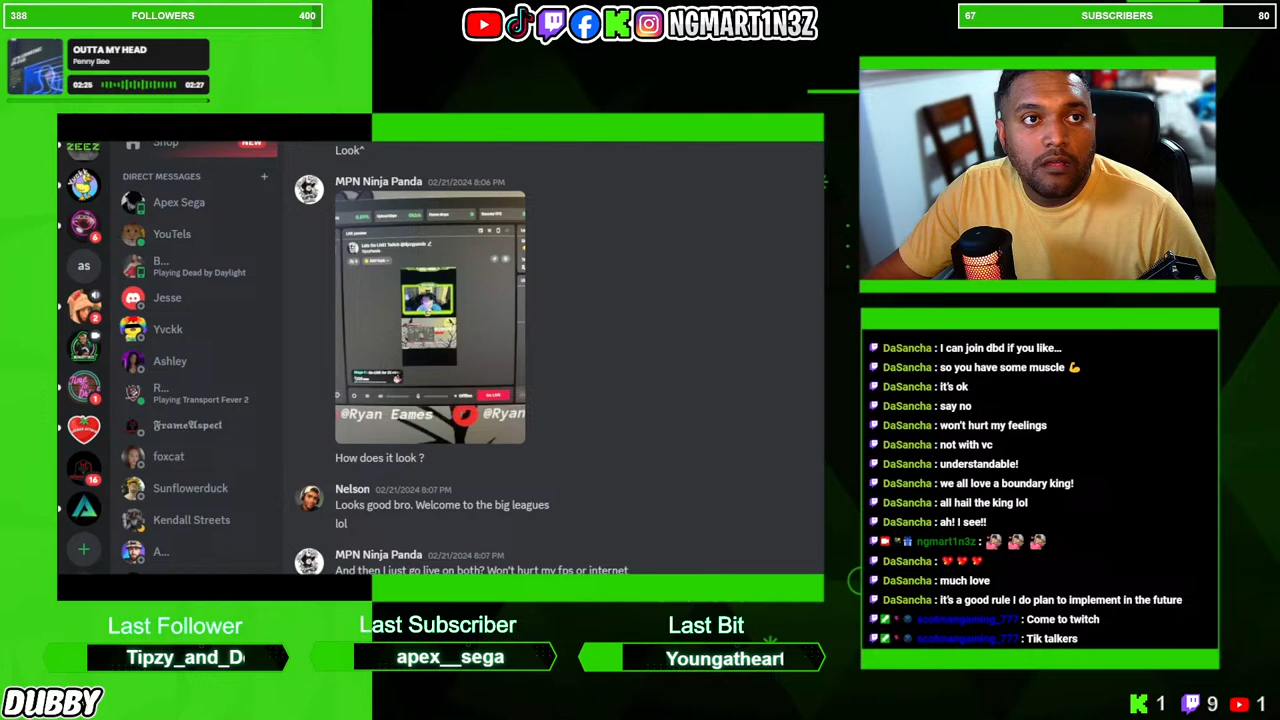 388 FOLLOWERS 400
NGMART1N3Z
67 SUBSCRIBERS 80
OUTTA MY HEAD
Penny Bee
02:25 02:27
ZEEZ
Shop NEW
DIRECT MESSAGES +
Apex Sega
YouTels
6
as
B...
Playing Dead by Daylight
2
Jesse
Yvckk
Ashley
1
R...
Playing Transport Fever 2
𝕱𝖗𝖆𝖒𝖊𝕬𝖘𝖕𝖊𝖈𝖙
foxcat
16
Sunflowerduck
Kendall Streets
A...
Look^
MPN Ninja Panda 02/21/2024 8:06 PM
@Ryan Eames @Ryan
How does it look ?
Nelson 02/21/2024 8:07 PM
Looks good bro. Welcome to the big leagues
lol
MPN Ninja Panda 02/21/2024 8:07 PM
And then I just go live on both? Won't hurt my fps or internet
DaSancha : I can join dbd if you like...
DaSancha : so you have some muscle 💪
DaSancha : it's ok
DaSancha : say no
DaSancha : won't hurt my feelings
DaSancha : not with vc
DaSancha : understandable!
DaSancha : we all love a boundary king!
DaSancha : all hail the king lol
DaSancha : ah! I see!!
ngmart1n3z :
DaSancha :
DaSancha : much love
DaSancha : it's a good rule I do plan to implement in the future
scotmangaming_777 : Come to twitch
scotmangaming_777 : Tik talkers
Last Follower
Tipzy_and_D
Last Subscriber
apex__sega
Last Bit
Youngatheart
DUBBY
1 9 1